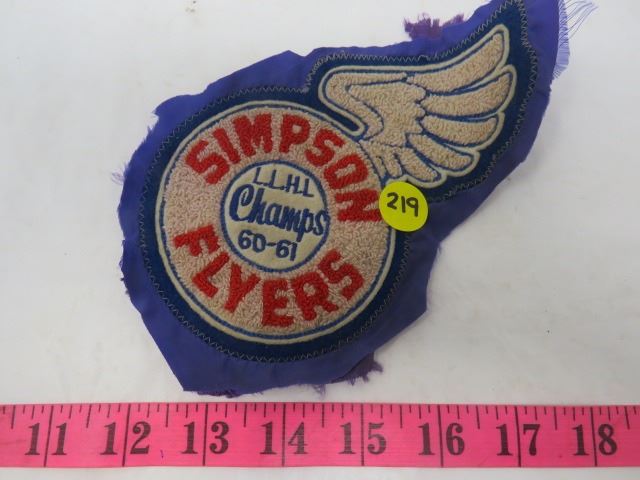 SIMPSON
L.L.H.L
Champs
60-61
FLYERS
219
11 12 13 14 15 16 17 18